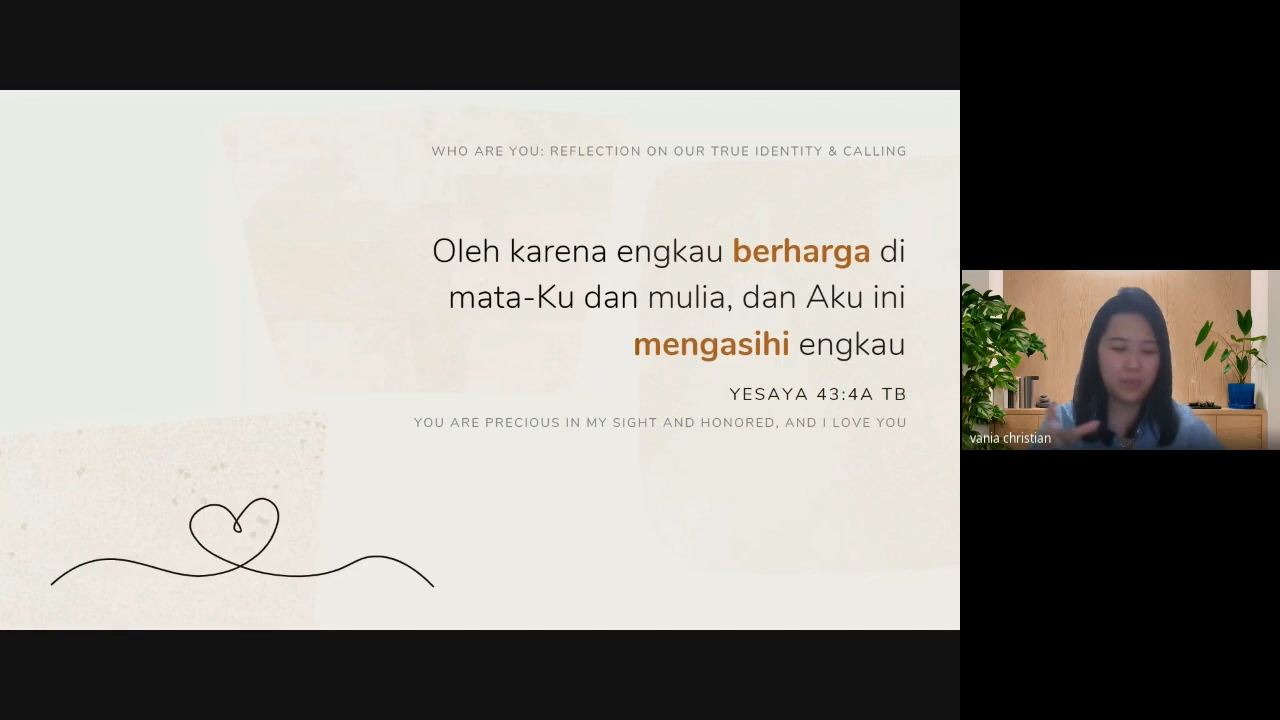 WHO ARE YOU: REFLECTION ON OUR TRUE IDENTITY & CALLING
Oleh karena engkau berharga di
mata-Ku dan mulia, dan Aku ini
mengasihi engkau
YESAYA 43:4A TB
YOU ARE PRECIOUS IN MY SIGHT AND HONORED, AND I LOVE YOU
vania christian